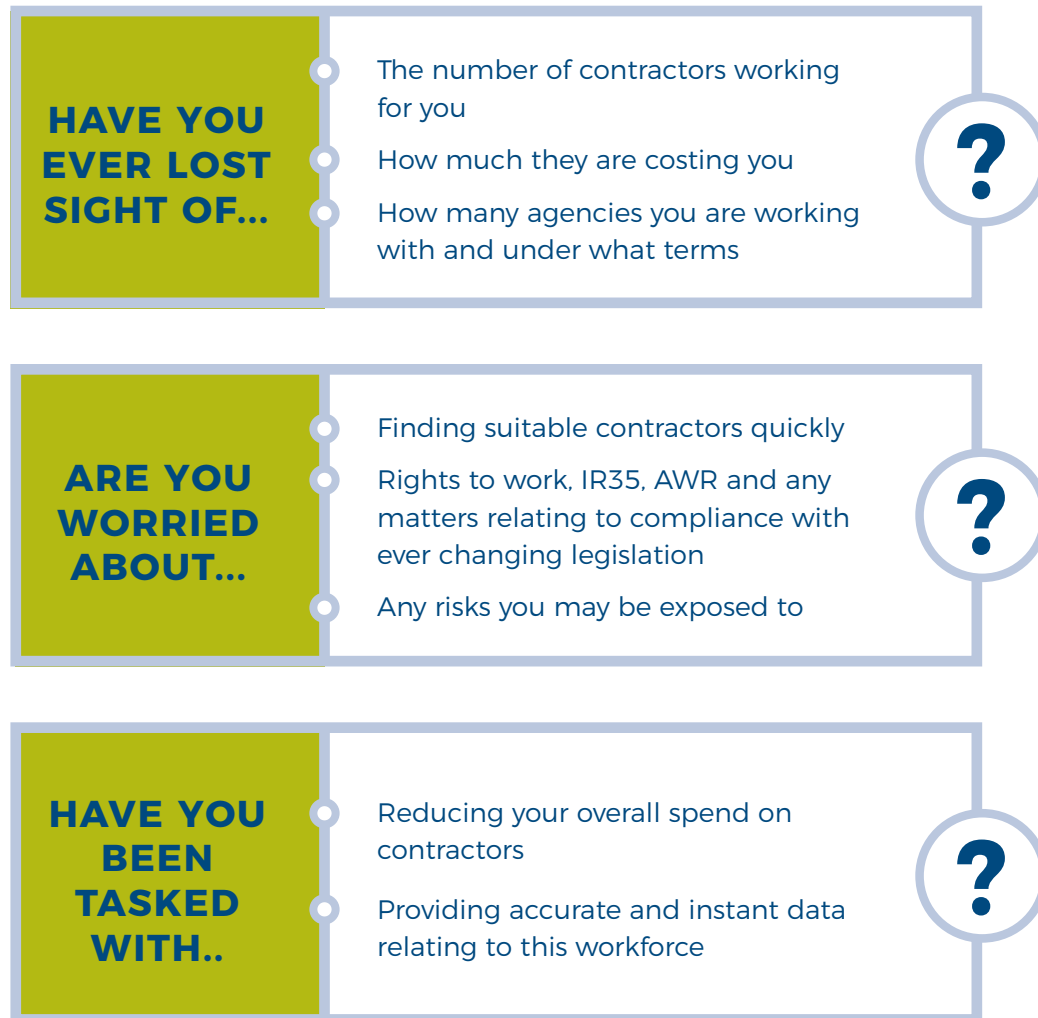 HAVE YOU
EVER LOST
SIGHT OF...
The number of contractors working
for you
How much they are costing you
How many agencies you are working
with and under what terms
?
ARE YOU
WORRIED
ABOUT...
Finding suitable contractors quickly
Rights to work, IR35, AWR and any
matters relating to compliance with
ever changing legislation
Any risks you may be exposed to
?
HAVE YOU
BEEN
TASKED
WITH..
Reducing your overall spend on
contractors
Providing accurate and instant data
relating to this workforce
?